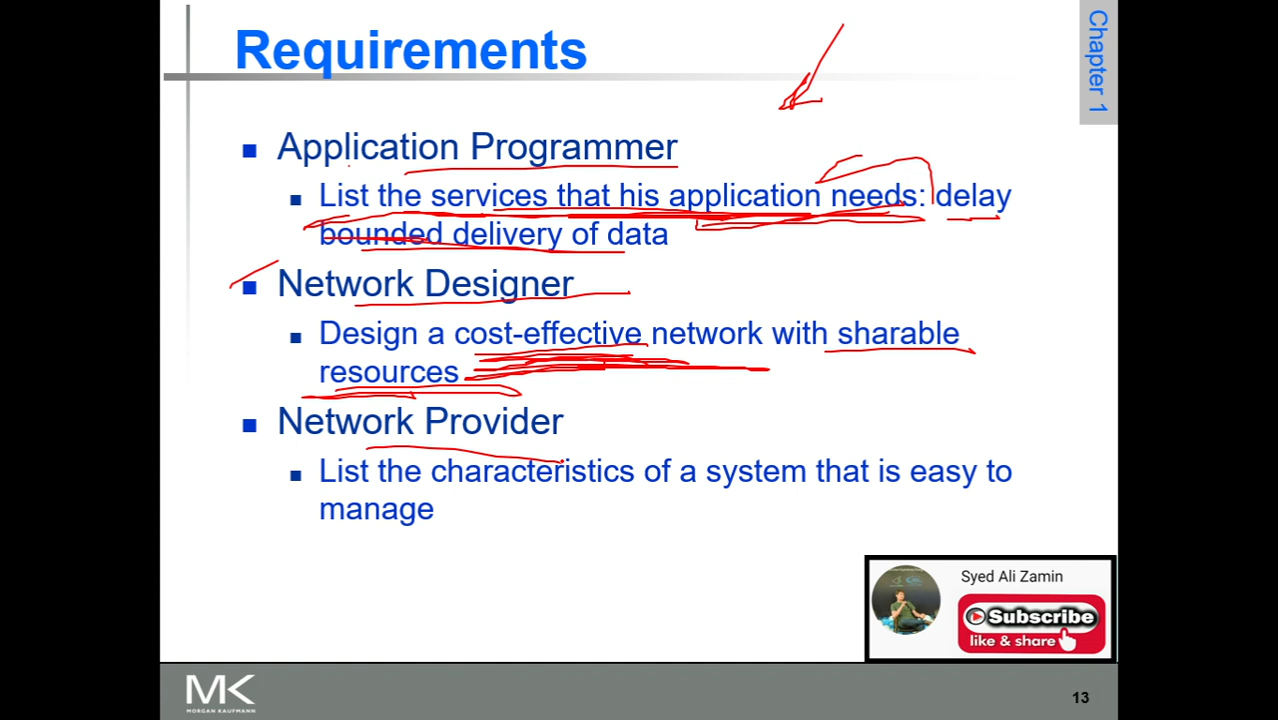 Requirements
Chapter 1
Application Programmer
List the services that his application needs: delay
bounded delivery of data
Network Designer
Design a cost-effective network with sharable
resources
Network Provider
List the characteristics of a system that is easy to
manage
Syed Ali Zamin
Subscribe
like & share
MK
MORGAN KAUFMANN
13